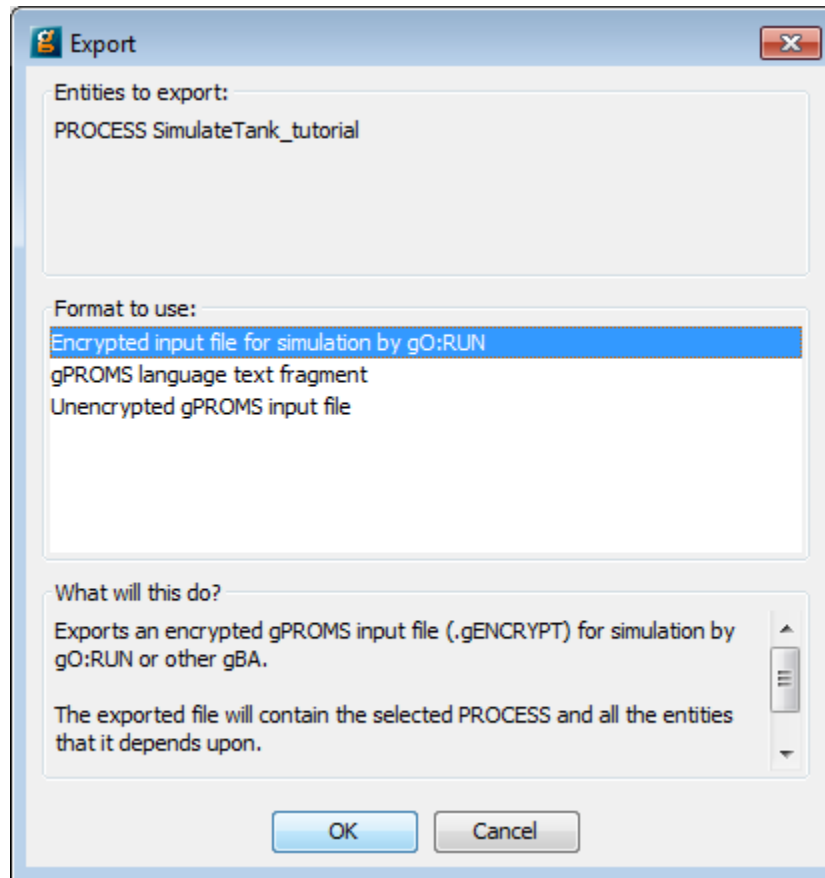 Export
Entities to export:
PROCESS SimulateTank_tutorial
Format to use:
Encrypted input file for simulation by gO:RUN
gPROMS language text fragment
Unencrypted gPROMS input file
What will this do?
Exports an encrypted gPROMS input file (.gENCRYPT) for simulation by
gO:RUN or other gBA.
The exported file will contain the selected PROCESS and all the entities
that it depends upon.
OK
Cancel